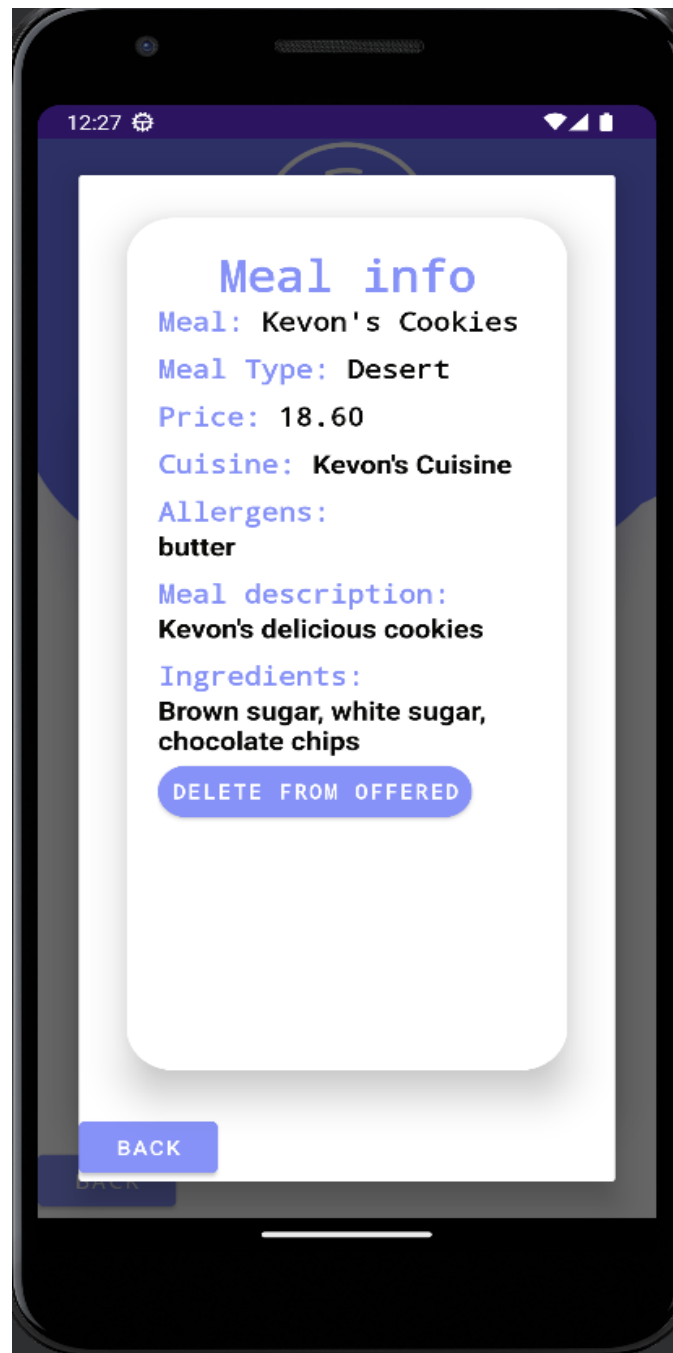 12:27
Meal info
Meal: Kevon's Cookies
Meal Type: Desert
Price: 18.60
Cuisine: Kevon's Cuisine
Allergens:
butter
Meal description:
Kevon's delicious cookies
Ingredients:
Brown sugar, white sugar,
chocolate chips
DELETE FROM OFFERED
BACK
BACK